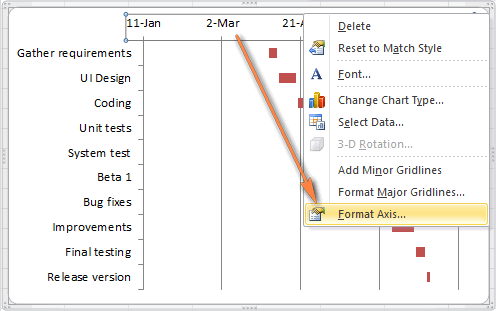 11-Jan 2-Mar 21-A
Delete
Reset to Match Style
Font...
Change Chart Type...
Select Data...
3-D Rotation...
Add Minor Gridlines
Format Major Gridlines...
Format Axis...
Gather requirements
UI Design
Coding
Unit tests
System test
Beta 1
Bug fixes
Improvements
Final testing
Release version